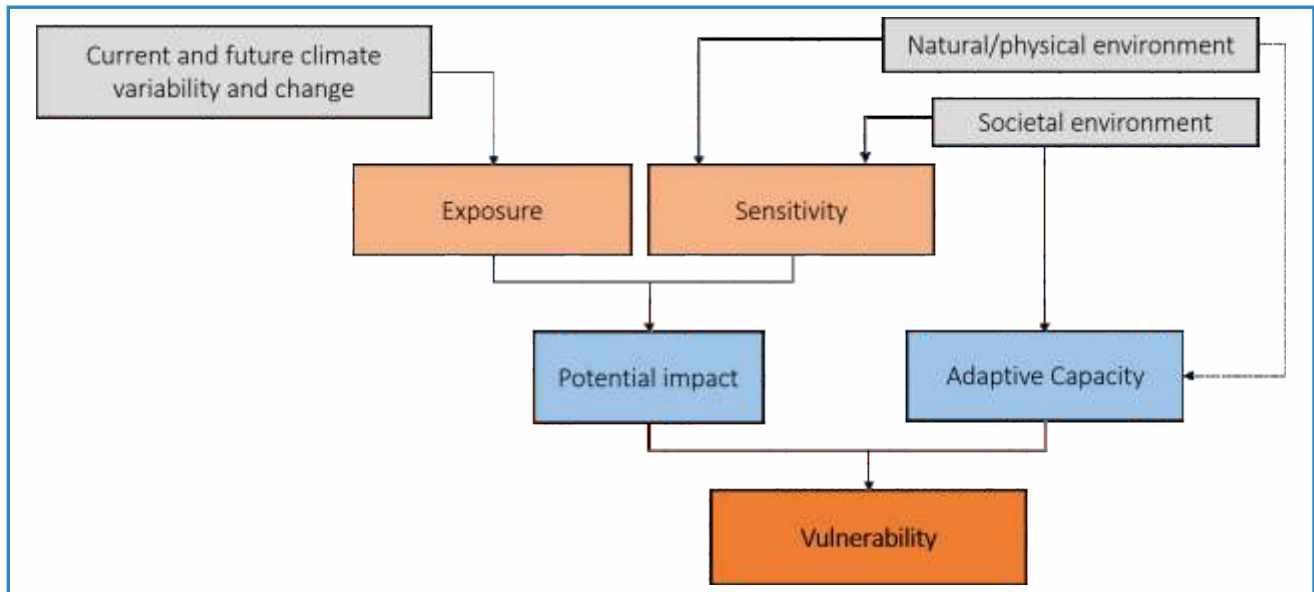 Current and future climate
variability and change
Natural/physical environment
Societal environment
Exposure
Sensitivity
Potential impact
Adaptive Capacity
Vulnerability